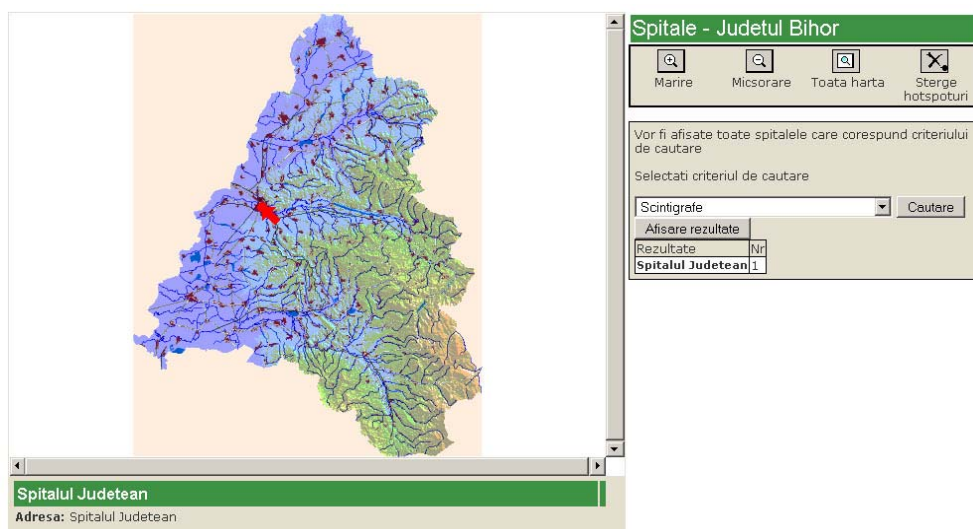 Spitale - Judetul Bihor
Marire
Micsorare
Toata harta
Sterge
hotspoturi
Vor fi afisate toate spitalele care corespund criteriului
de cautare
Selectati criteriul de cautare
Scintigrafe
Cautare
Afisare rezultate
Rezultate Nr
Spitalul Judetean 1
Spitalul Judetean
Adresa: Spitalul Judetean